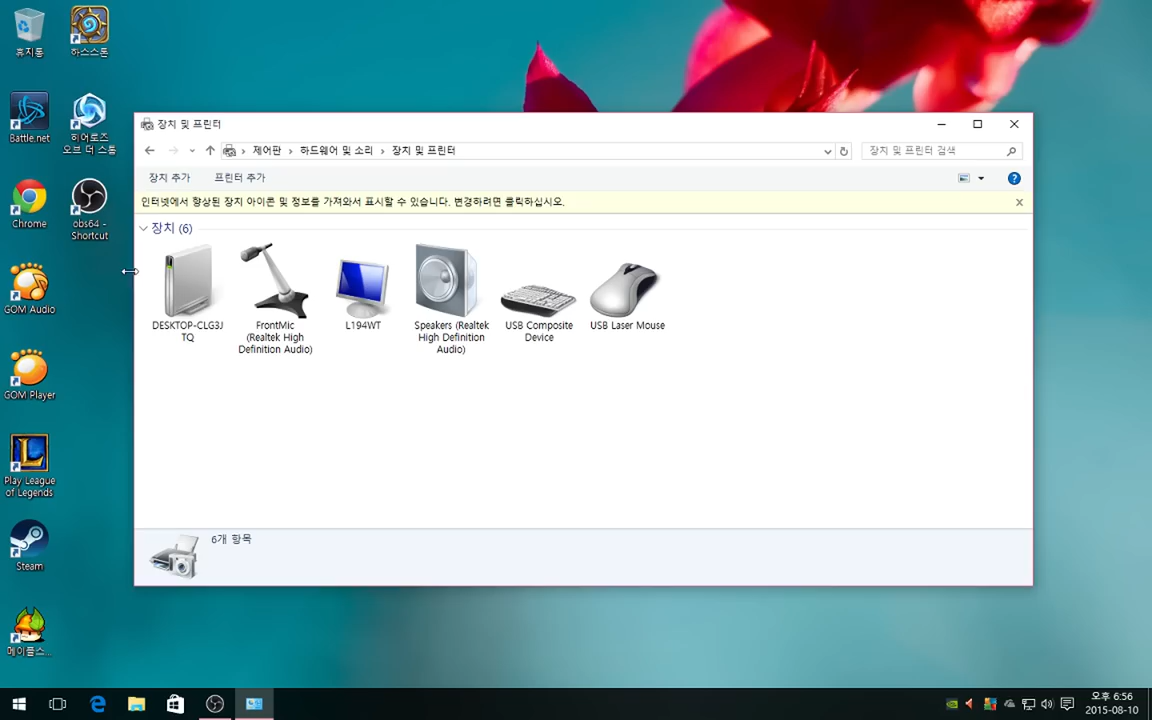 휴지통
하스스톤
Battle.net
히어로즈
오브 더 스톰
Chrome
obs64 -
Shortcut
GOM Audio
GOM Player
Play League
of Legends
Steam
메이플스...
장치 및 프린터
제어판 › 하드웨어 및 소리 › 장치 및 프린터
장치 및 프린터 검색
장치 추가
프린터 추가
인터넷에서 향상된 장치 아이콘 및 정보를 가져와서 표시할 수 있습니다. 변경하려면 클릭하십시오.
장치 (6)
DESKTOP-CLG3J
TQ
FrontMic
(Realtek High
Definition Audio)
L194WT
Speakers (Realtek
High Definition
Audio)
USB Composite
Device
USB Laser Mouse
6개 항목
오후 6:56
2015-08-10